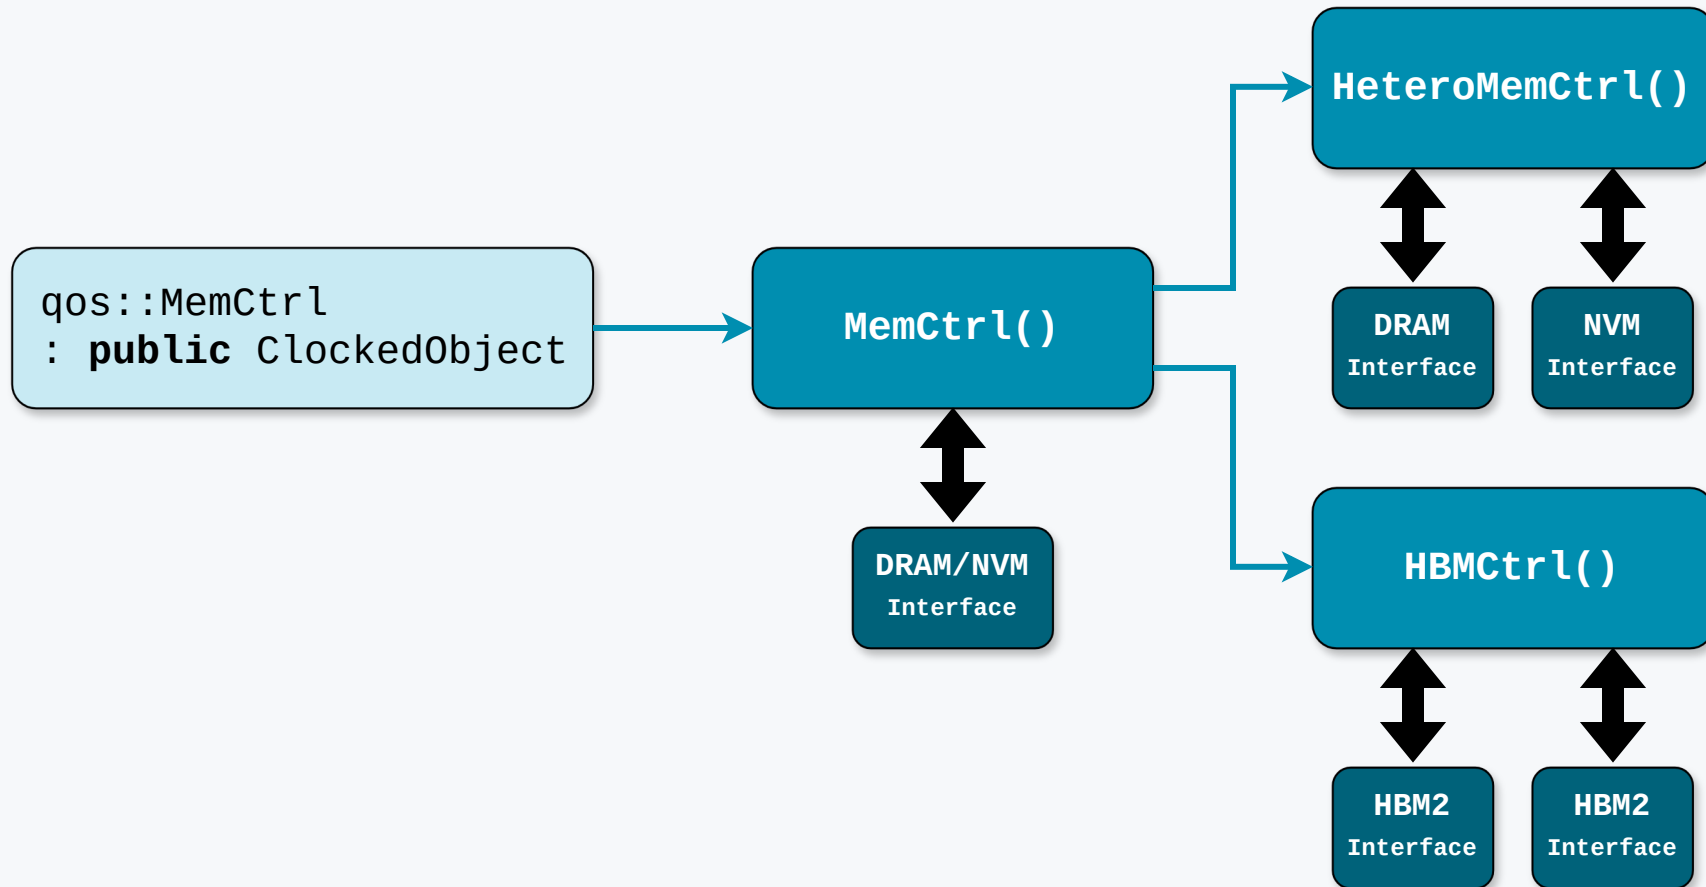 qos::MemCtrl
: public ClockedObject
MemCtrl()
DRAM/NVM
Interface
HeteroMemCtrl()
DRAM
Interface
NVM
Interface
HBMCtrl()
HBM2
Interface
HBM2
Interface